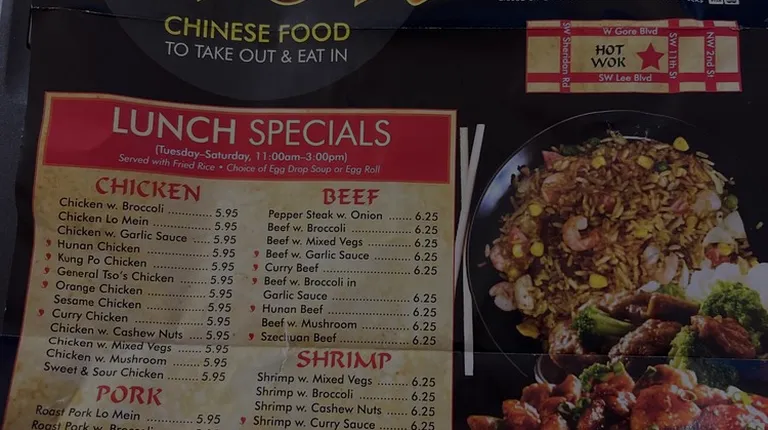 CHINESE FOOD
TO TAKE OUT & EAT IN
W Gore Blvd
SW Sheridan Rd
HOT
WOK
SW 11th St
NW 2nd St
SW Lee Blvd
LUNCH SPECIALS
(Tuesday–Saturday, 11:00am–3:00pm)
Served with Fried Rice • Choice of Egg Drop Soup or Egg Roll
CHICKEN
Chicken w. Broccoli ............ 5.95
Chicken Lo Mein ................ 5.95
Chicken w. Garlic Sauce ..... 5.95
Hunan Chicken .................. 5.95
Kung Po Chicken ............... 5.95
General Tso's Chicken ........ 5.95
Orange Chicken ................. 5.95
Sesame Chicken ................ 5.95
Curry Chicken .................... 5.95
Chicken w. Cashew Nuts .... 5.95
Chicken w. Mixed Vegs ...... 5.95
Chicken w. Mushroom ........ 5.95
Sweet & Sour Chicken ........ 5.95
PORK
Roast Pork Lo Mein ............ 5.95
BEEF
Pepper Steak w. Onion ....... 6.25
Beef w. Broccoli .................. 6.25
Beef w. Mixed Vegs ............ 6.25
Beef w. Garlic Sauce ........... 6.25
Curry Beef .......................... 6.25
Beef w. Broccoli in
Garlic Sauce ....................... 6.25
Hunan Beef ........................ 6.25
Beef w. Mushroom .............. 6.25
Szechuan Beef .................... 6.25
SHRIMP
Shrimp w. Mixed Vegs ........ 6.25
Shrimp w. Broccoli .............. 6.25
Shrimp w. Cashew Nuts ...... 6.25
Shrimp w. Curry Sauce ....... 6.25